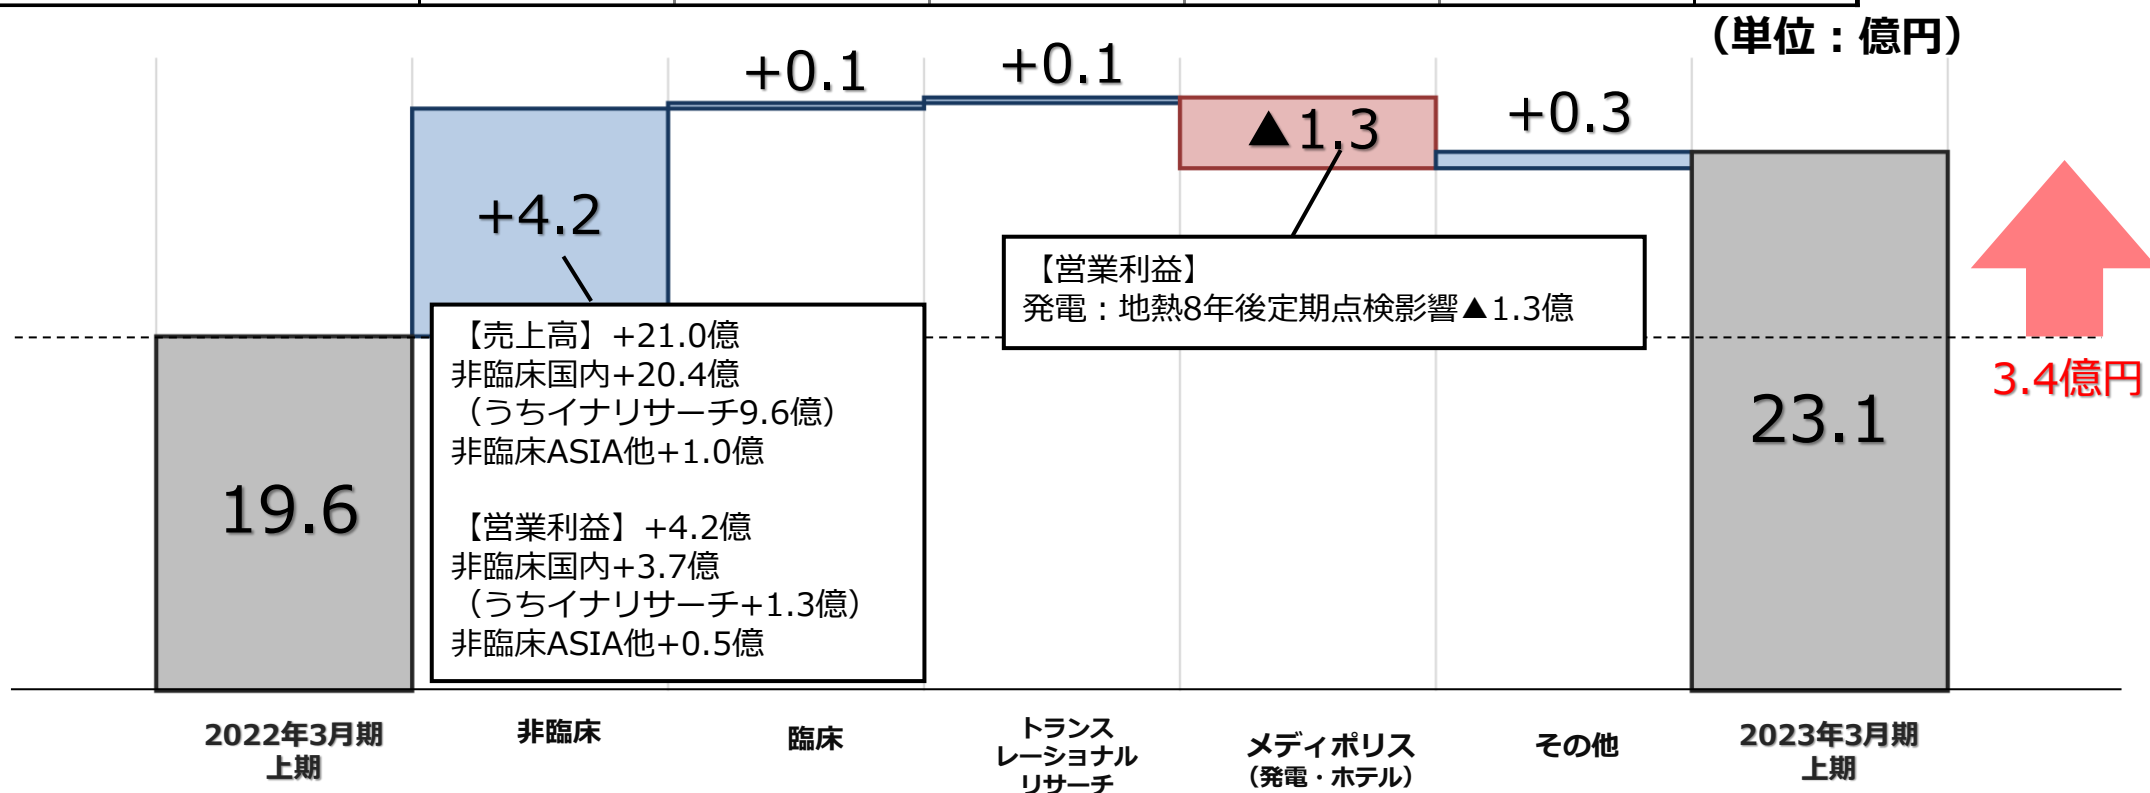 （単位：億円）
+0.1
+0.1
▲1.3
+0.3
+4.2
【営業利益】
発電：地熱8年後定期点検影響▲1.3億
【売上高】+21.0億
非臨床国内+20.4億
（うちイナリサーチ9.6億）
非臨床ASIA他+1.0億
【営業利益】+4.2億
非臨床国内+3.7億
（うちイナリサーチ+1.3億）
非臨床ASIA他+0.5億
3.4億円
19.6
23.1
2022年3月期
上期
非臨床
臨床
トランス
レーショナル
リサーチ
メディポリス
（発電・ホテル）
その他
2023年3月期
上期